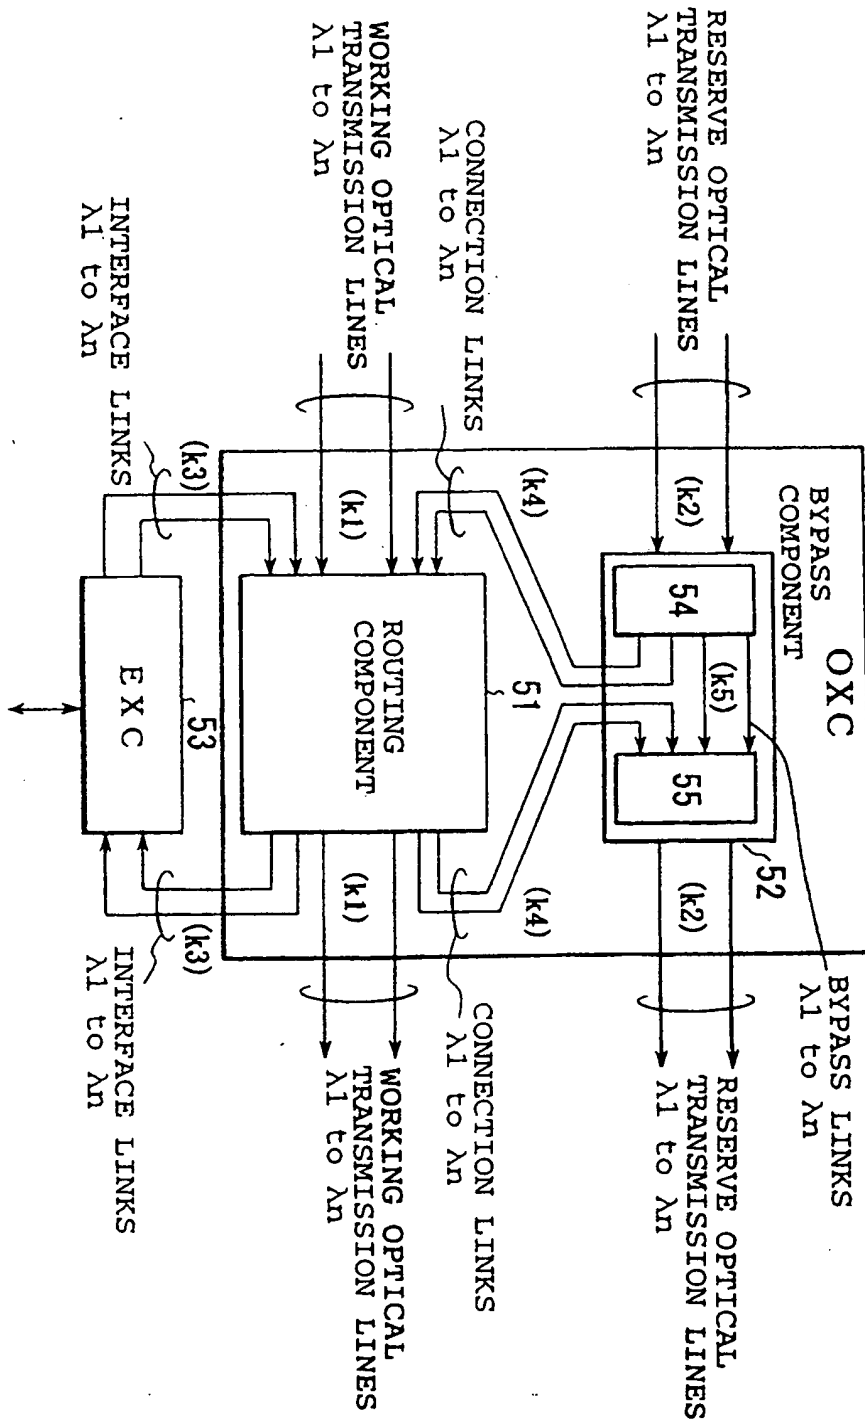 RESERVE OPTICAL
TRANSMISSION LINES
λ1 to λn
(k2)
BYPASS
COMPONENT
OXC
54
(k5)
55
52
(k2)
BYPASS LINKS
λ1 to λn
RESERVE OPTICAL
TRANSMISSION LINES
λ1 to λn
CONNECTION LINKS
λ1 to λn
(k4)
(k4)
CONNECTION LINKS
λ1 to λn
WORKING OPTICAL
TRANSMISSION LINES
λ1 to λn
(k1)
ROUTING
COMPONENT
51
(k1)
WORKING OPTICAL
TRANSMISSION LINES
λ1 to λn
INTERFACE LINKS
λ1 to λn
(k3)
EXC
53
(k3)
INTERFACE LINKS
λ1 to λn